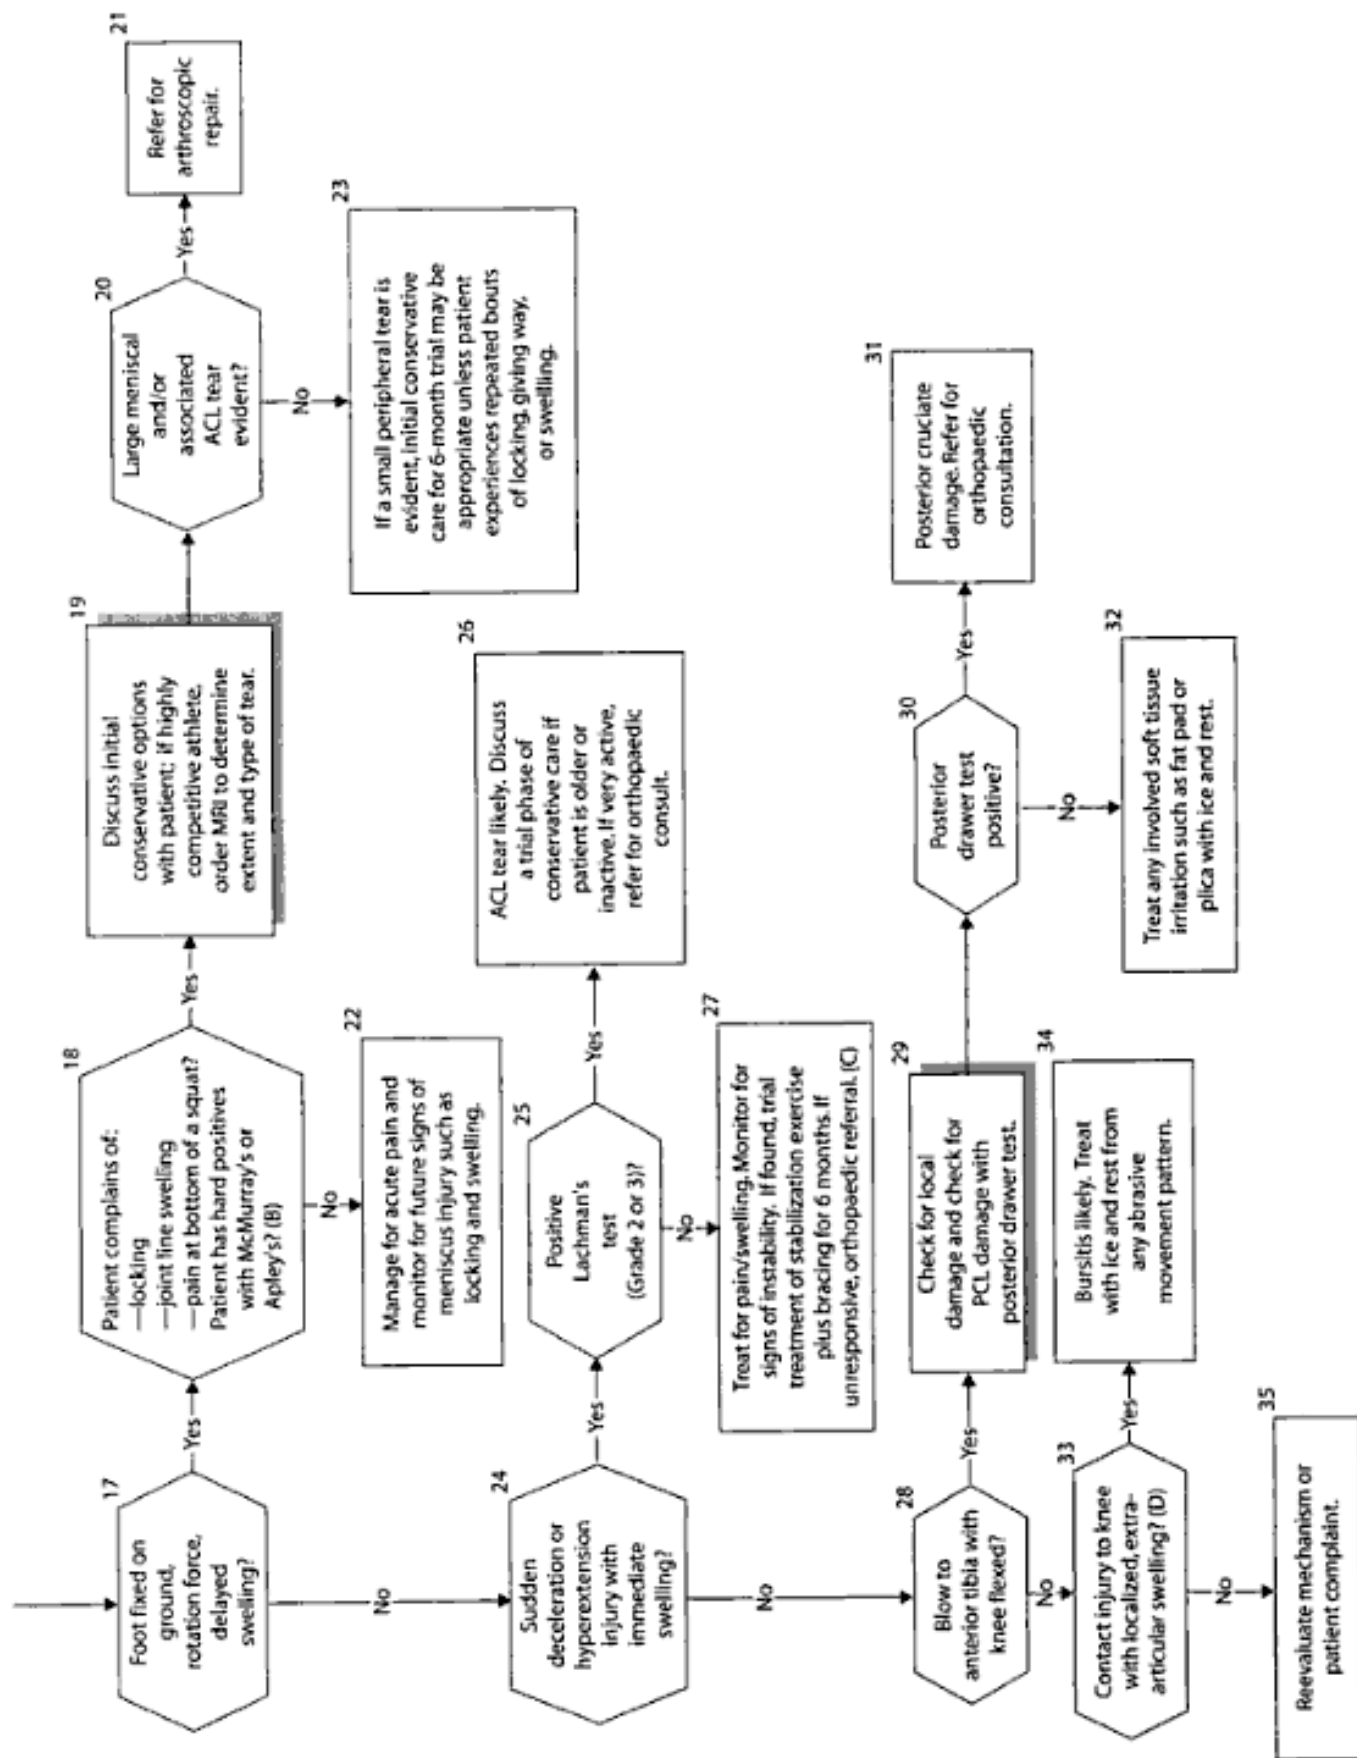 17
Foot fixed on
ground,
rotation force,
delayed
swelling?
Yes
No
18
Patient complains of:
—locking
—joint line swelling
—pain at bottom of a squat?
Patient has hard positives
with McMurray's or
Apley's? (B)
Yes
No
19
Discuss initial
conservative options
with patient; if highly
competitive athlete,
order MRI to determine
extent and type of tear.
20
Large meniscal
and/or
associated
ACL tear
evident?
Yes
No
21
Refer for
arthroscopic
repair.
22
Manage for acute pain and
monitor for future signs of
meniscus injury such as
locking and swelling.
23
If a small peripheral tear is
evident, initial conservative
care for 6-month trial may be
appropriate unless patient
experiences repeated bouts
of locking, giving way,
or swelling.
24
Sudden
deceleration or
hyperextension
injury with
immediate
swelling?
Yes
No
25
Positive
Lachman's
test
(Grade 2 or 3)?
Yes
No
26
ACL tear likely. Discuss
a trial phase of
conservative care if
patient is older or
inactive. If very active,
refer for orthopaedic
consult.
27
Treat for pain/swelling. Monitor for
signs of instability. If found, trial
treatment of stabilization exercise
plus bracing for 6 months. If
unresponsive, orthopaedic referral. (C)
28
Blow to
anterior tibia with
knee flexed?
Yes
No
29
Check for local
damage and check for
PCL damage with
posterior drawer test.
30
Posterior
drawer test
positive?
Yes
No
31
Posterior cruciate
damage. Refer for
orthopaedic
consultation.
32
Treat any involved soft tissue
irritation such as fat pad or
plica with ice and rest.
33
Contact injury to knee
with localized, extra-
articular swelling? (D)
Yes
No
34
Bursitis likely. Treat
with ice and rest from
any abrasive
movement pattern.
35
Reevaluate mechanism or
patient complaint.